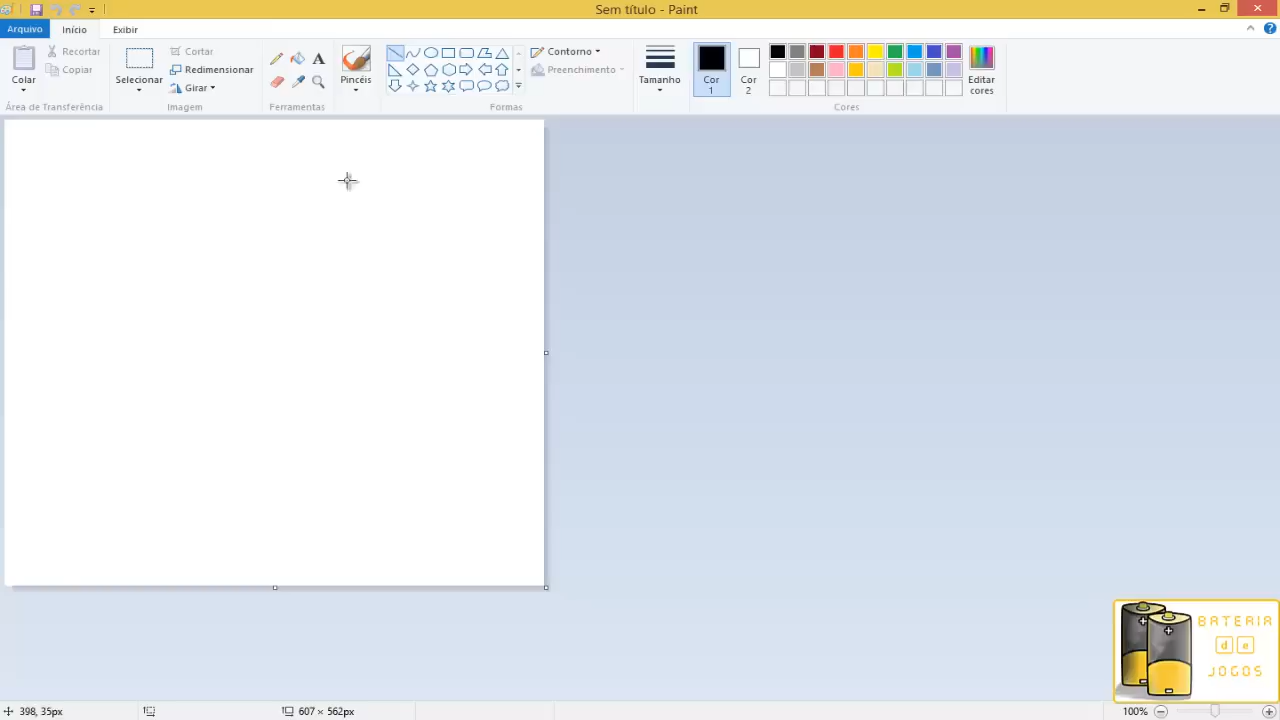 Sem título - Paint
Arquivo Início Exibir
Colar
Recortar
Copiar
Área de Transferência
Selecionar
Cortar
Redimensionar
Girar
Imagem
A
Ferramentas
Pincéis
Contorno
Preenchimento
Formas
Tamanho
Cor
1
Cor
2
Editar
cores
Cores
BATERIA
de
JOGOS
398, 35px
607 × 562px
100%